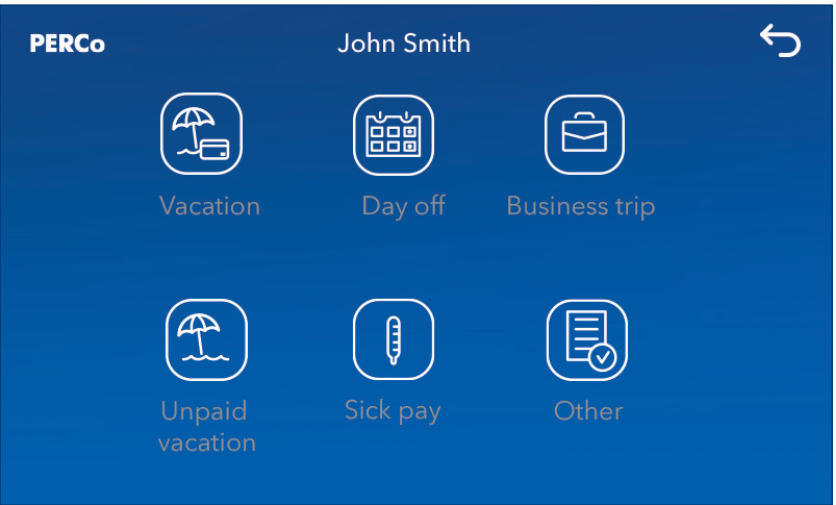 PERCo
John Smith
Vacation
Day off
Business trip
Unpaid
vacation
Sick pay
Other